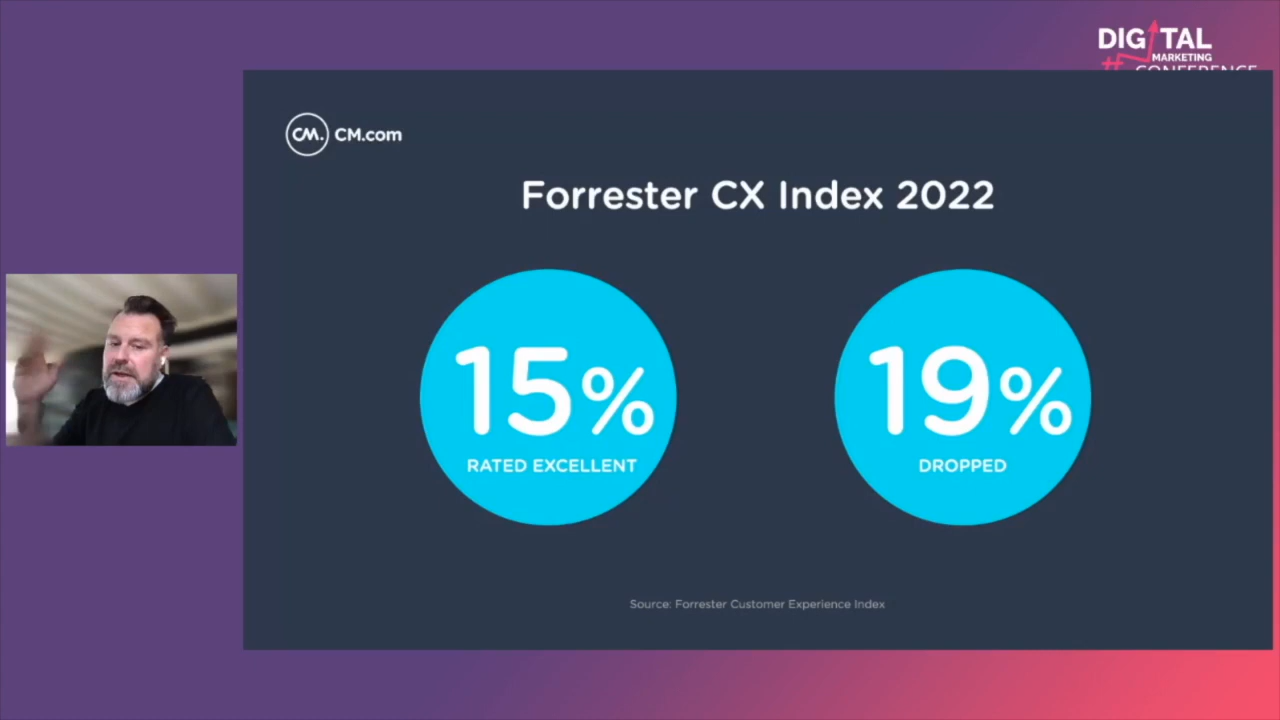 DIGITAL
MARKETING
#CONFERENCE
CM. CM.com
Forrester CX Index 2022
15%
RATED EXCELLENT
19%
DROPPED
Source: Forrester Customer Experience Index